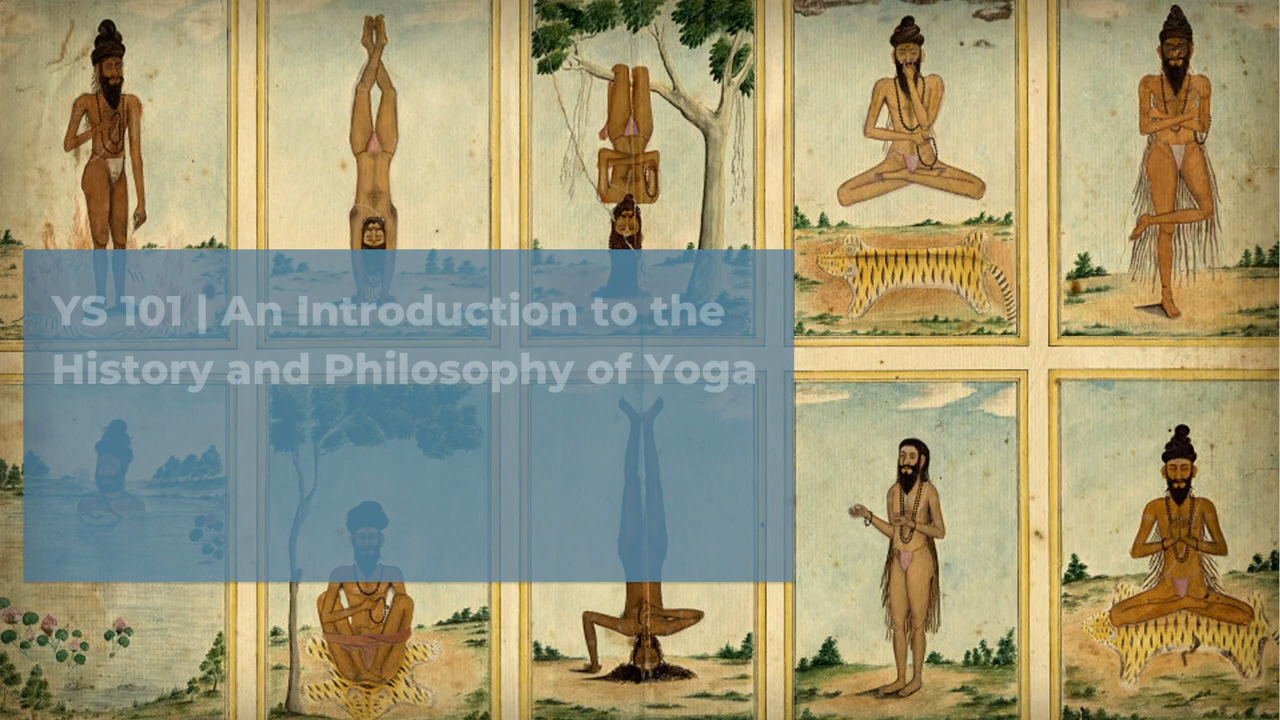 YS 101 | An Introduction to the
History and Philosophy of Yoga